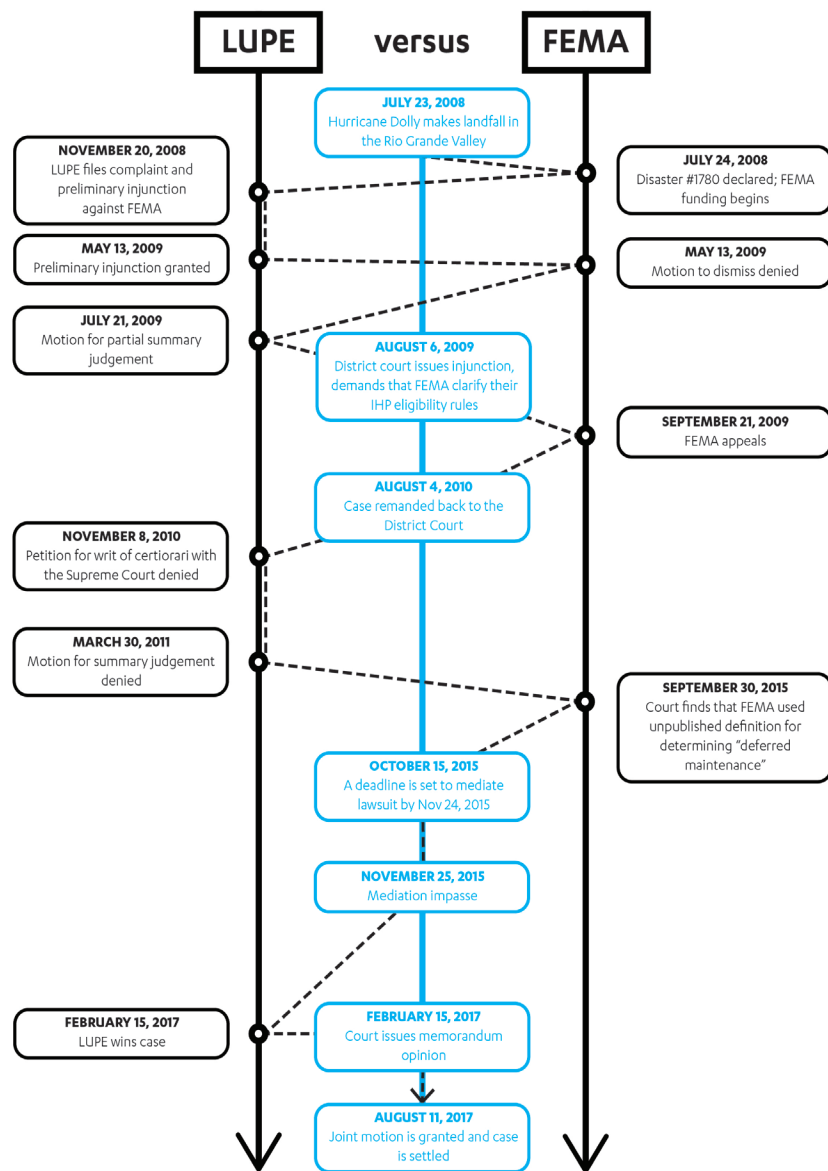 LUPE versus FEMA
JULY 23, 2008
Hurricane Dolly makes landfall in
the Rio Grande Valley
JULY 24, 2008
Disaster #1780 declared; FEMA
funding begins
NOVEMBER 20, 2008
LUPE files complaint and
preliminary injunction
against FEMA
MAY 13, 2009
Preliminary injunction granted
MAY 13, 2009
Motion to dismiss denied
JULY 21, 2009
Motion for partial summary
judgement
AUGUST 6, 2009
District court issues injunction,
demands that FEMA clarify their
IHP eligibility rules
SEPTEMBER 21, 2009
FEMA appeals
AUGUST 4, 2010
Case remanded back to the
District Court
NOVEMBER 8, 2010
Petition for writ of certiorari with
the Supreme Court denied
MARCH 30, 2011
Motion for summary judgement
denied
SEPTEMBER 30, 2015
Court finds that FEMA used
unpublished definition for
determining "deferred
maintenance"
OCTOBER 15, 2015
A deadline is set to mediate
lawsuit by Nov 24, 2015
NOVEMBER 25, 2015
Mediation impasse
FEBRUARY 15, 2017
LUPE wins case
FEBRUARY 15, 2017
Court issues memorandum
opinion
AUGUST 11, 2017
Joint motion is granted and case
is settled